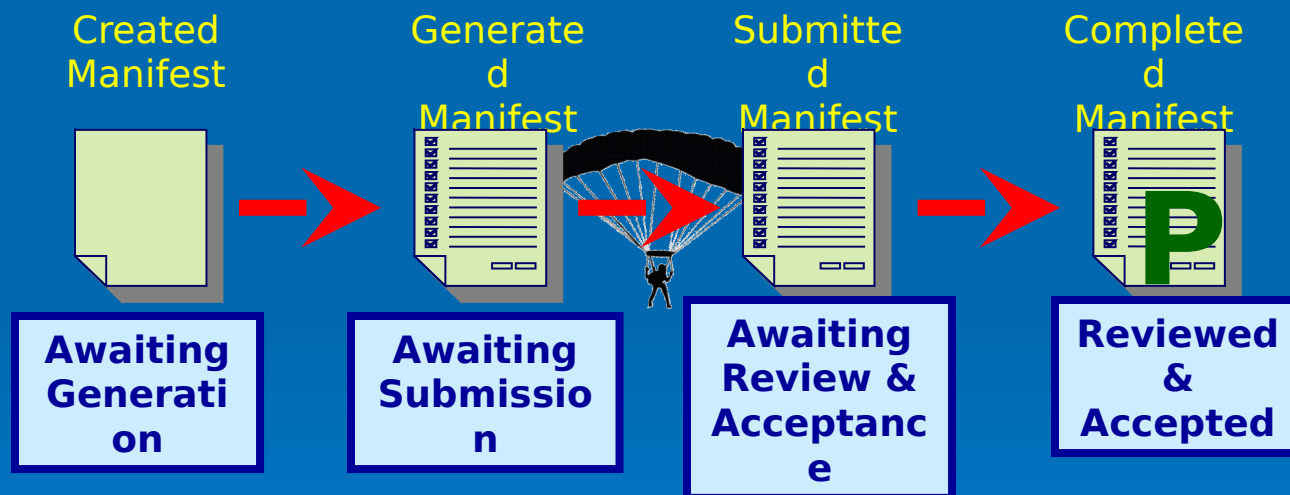 Created
Manifest
Generate
d
Manifest
Submitte
d
Manifest
Complete
d
Manifest
P
Awaiting
Generati
on
Awaiting
Submissio
n
Awaiting
Review &
Acceptanc
e
Reviewed
&
Accepted